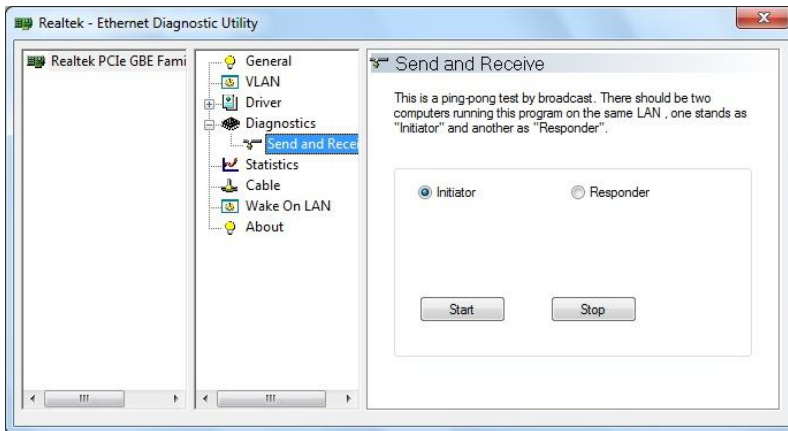 Realtek - Ethernet Diagnostic Utility
Realtek PCIe GBE Fami
General
VLAN
Driver
Diagnostics
Send and Recei
Statistics
Cable
Wake On LAN
About
Send and Receive
This is a ping-pong test by broadcast. There should be two
computers running this program on the same LAN , one stands as
"Initiator" and another as "Responder".
Initiator
Responder
Start
Stop